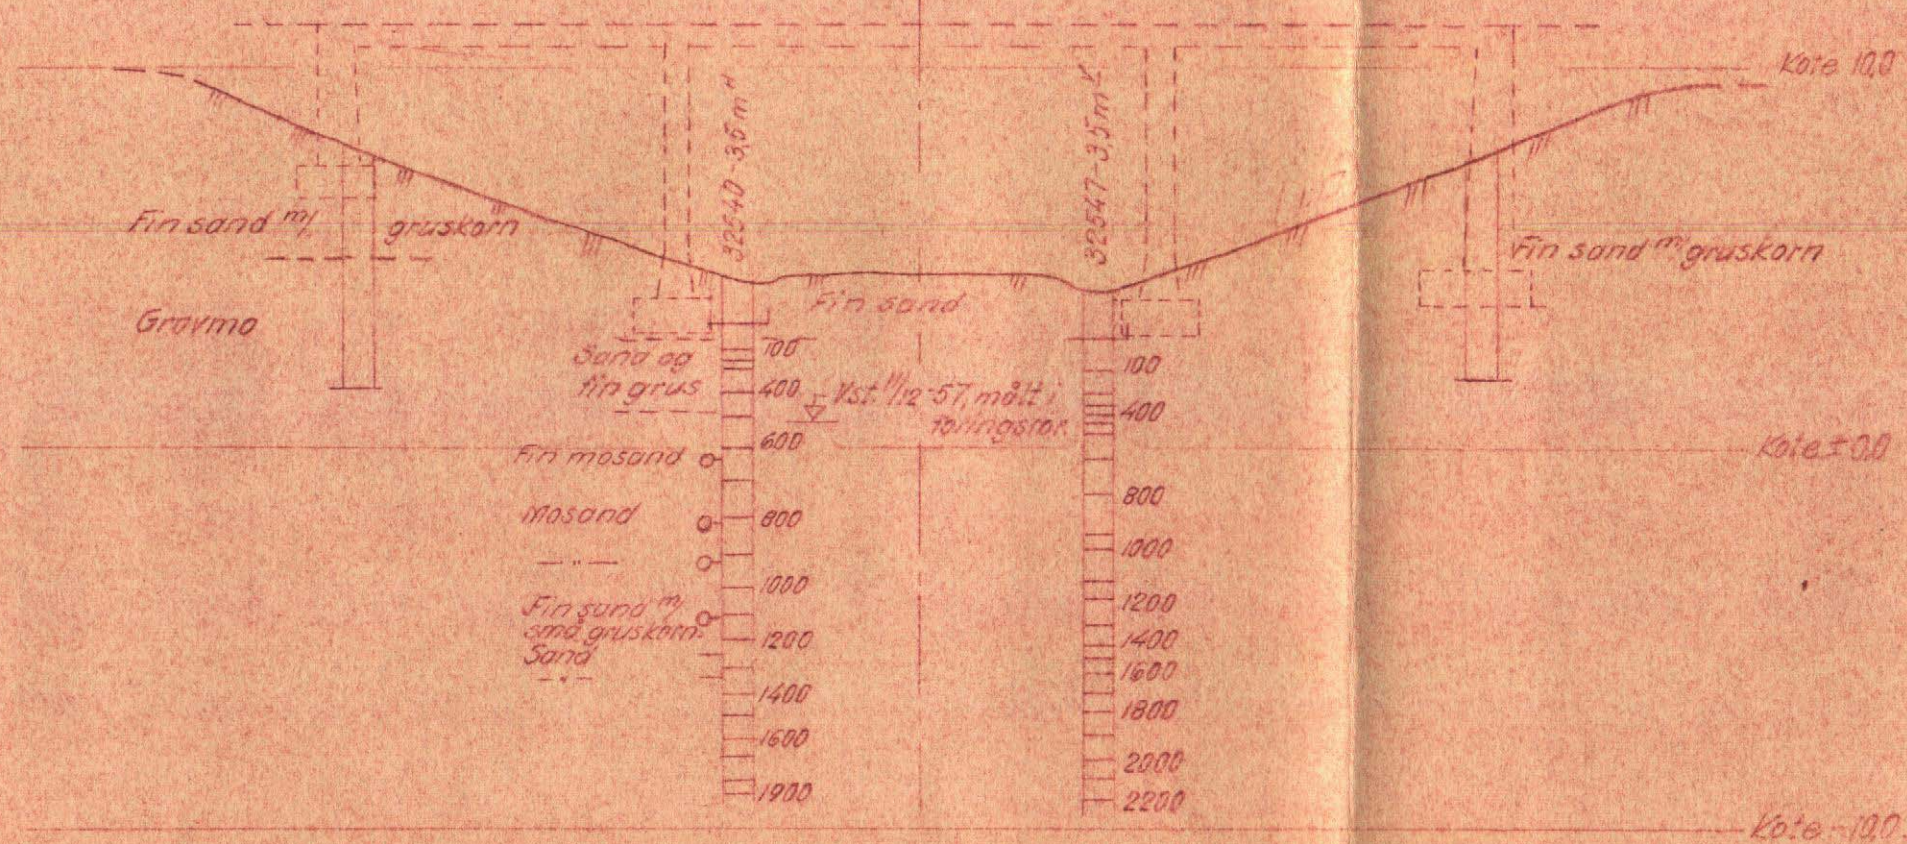 Kote 10,0
32540-3,5mH
32547-3,5mK
Fin sand m/ gruskorn
Fin sand m/ gruskorn
Gravmo
Fin sand
Sand og
fin grus
Vst. 11/12-57, målt i
foringsrør.
100
400
600
800
1000
1200
1400
1600
1900
100
400
800
1000
1200
1400
1600
1800
2000
2200
Fin mosand
Kote ± 0,0
Mosand
— " —
Fin sand m/
små gruskorn
Sand
- " -
Kote -10,0